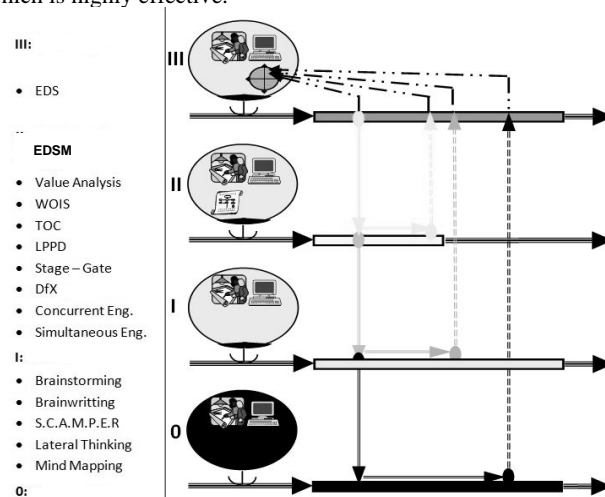 which is highly effective.
III:
• EDS
EDSM
• Value Analysis
• WOIS
• TOC
• LPPD
• Stage – Gate
• DfX
• Concurrent Eng.
• Simultaneous Eng.
I:
• Brainstorming
• Brainwritting
• S.C.A.M.P.E.R
• Lateral Thinking
• Mind Mapping
0:
III
II
I
0